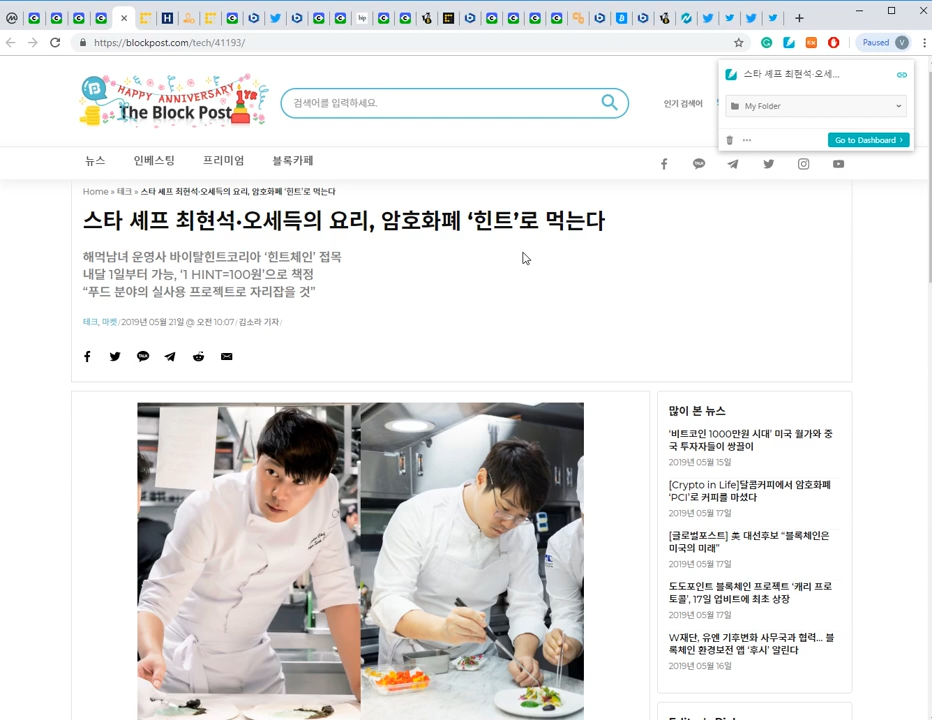 Paused
V
https://blockpost.com/tech/41193/
스타 셰프 최현석·오세...
My Folder
Go to Dashboard
HAPPY ANNIVERSARY
The Block Post
검색어를 입력하세요.
인기 검색어
뉴스
인베스팅
프리미엄
블록카페
Home » 테크 » 스타 셰프 최현석·오세득의 요리, 암호화폐 ‘힌트’로 먹는다
스타 셰프 최현석·오세득의 요리, 암호화폐 ‘힌트’로 먹는다
해먹남녀 운영사 바이탈힌트코리아 ‘힌트체인’ 접목
내달 1일부터 가능, ‘1 HINT=100원’으로 책정
“푸드 분야의 실사용 프로젝트로 자리잡을 것”
테크, 마켓 / 2019년 05월 21일 @ 오전 10:07 / 김소라 기자 /
많이 본 뉴스
‘비트코인 1000만원 시대’ 미국 월가와 중
국 투자자들이 쌍끌이
2019년 05월 15일
[Crypto in Life]달콤커피에서 암호화폐
‘PCI’로 커피를 마셨다
2019년 05월 17일
[글로벌포스트] 美 대선후보 “블록체인은
미국의 미래”
2019년 05월 17일
도도포인트 블록체인 프로젝트 ‘캐리 프로
토콜’, 17일 업비트에 최초 상장
2019년 05월 17일
W재단, 유엔 기후변화 사무국과 협력... 블
록체인 환경보전 앱 ‘후시’ 알린다
2019년 05월 16일